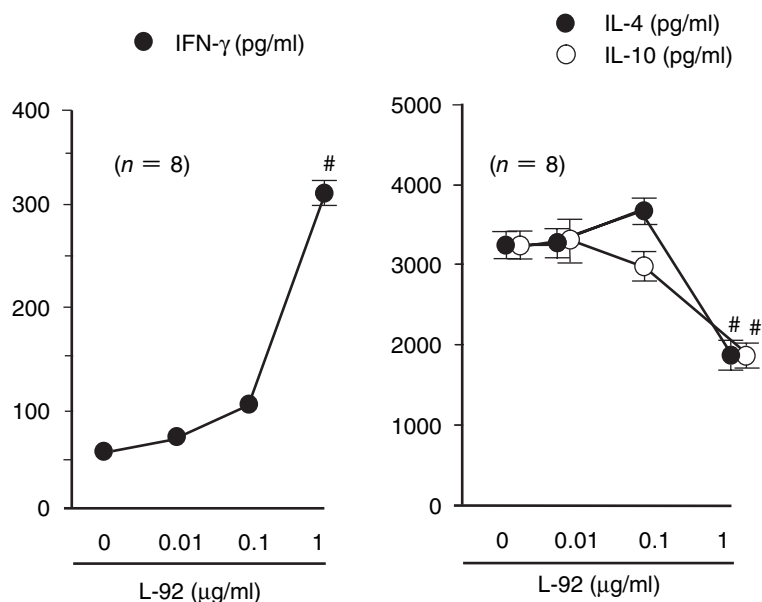 IFN-γ (pg/ml)
400
300
200
100
0
(n = 8)
#
0 0.01 0.1 1
L-92 (μg/ml)
IL-4 (pg/ml)
IL-10 (pg/ml)
5000
4000
3000
2000
1000
0
(n = 8)
# #
0 0.01 0.1 1
L-92 (μg/ml)